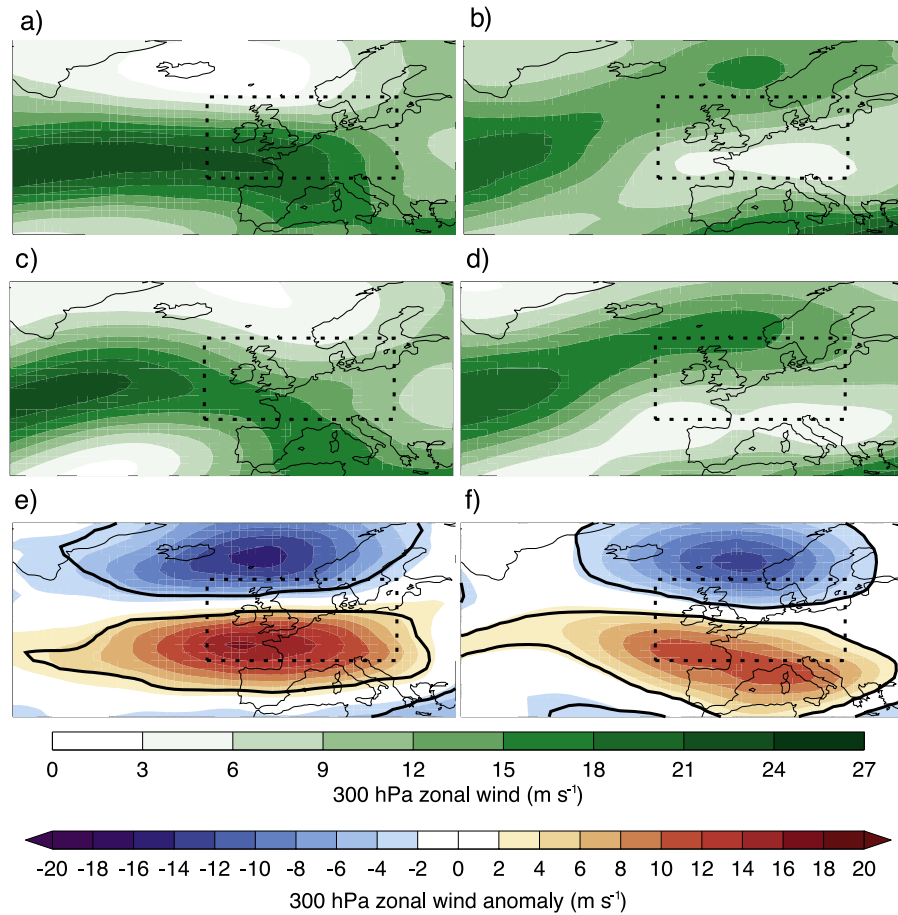 a)
b)
c)
d)
e)
f)
0 3 6 9 12 15 18 21 24 27
300 hPa zonal wind (m s⁻¹)
-20 -18 -16 -14 -12 -10 -8 -6 -4 -2 0 2 4 6 8 10 14 16 18 20
300 hPa zonal wind anomaly (m s⁻¹)